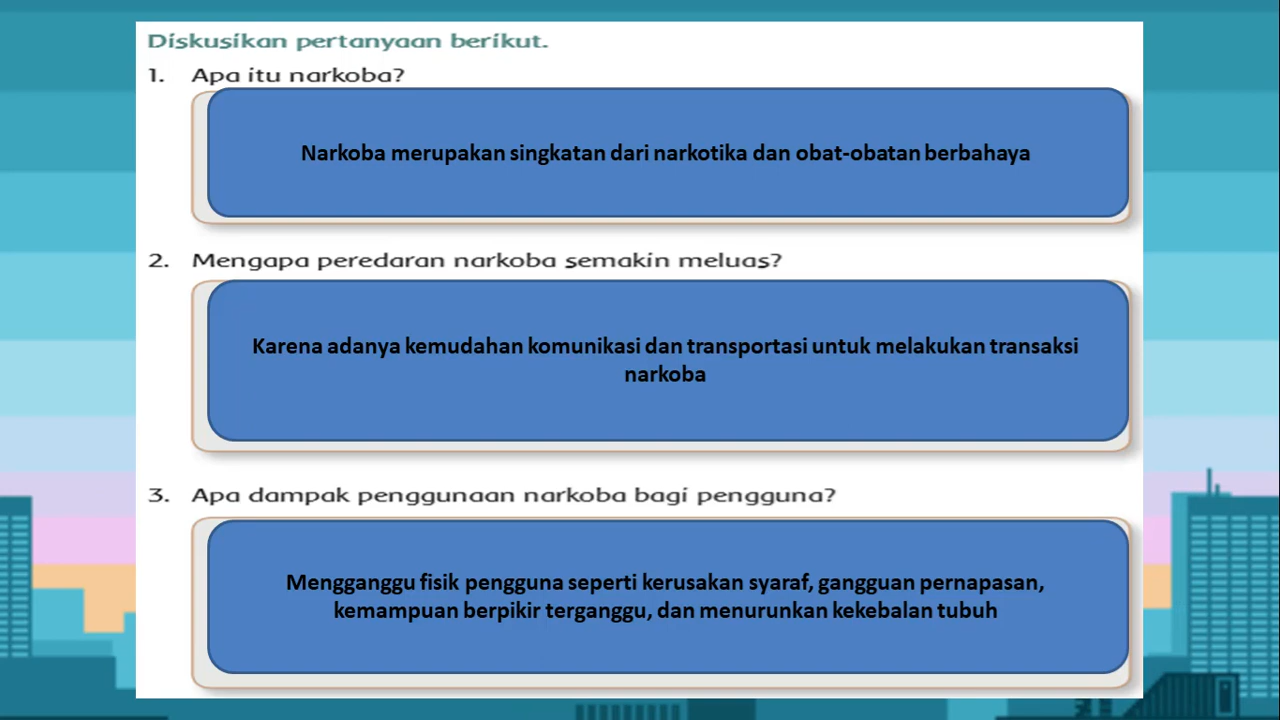 Diskusikan pertanyaan berikut.
1. Apa itu narkoba?
Narkoba merupakan singkatan dari narkotika dan obat-obatan berbahaya
2. Mengapa peredaran narkoba semakin meluas?
Karena adanya kemudahan komunikasi dan transportasi untuk melakukan transaksi
narkoba
3. Apa dampak penggunaan narkoba bagi pengguna?
Mengganggu fisik pengguna seperti kerusakan syaraf, gangguan pernapasan,
kemampuan berpikir terganggu, dan menurunkan kekebalan tubuh